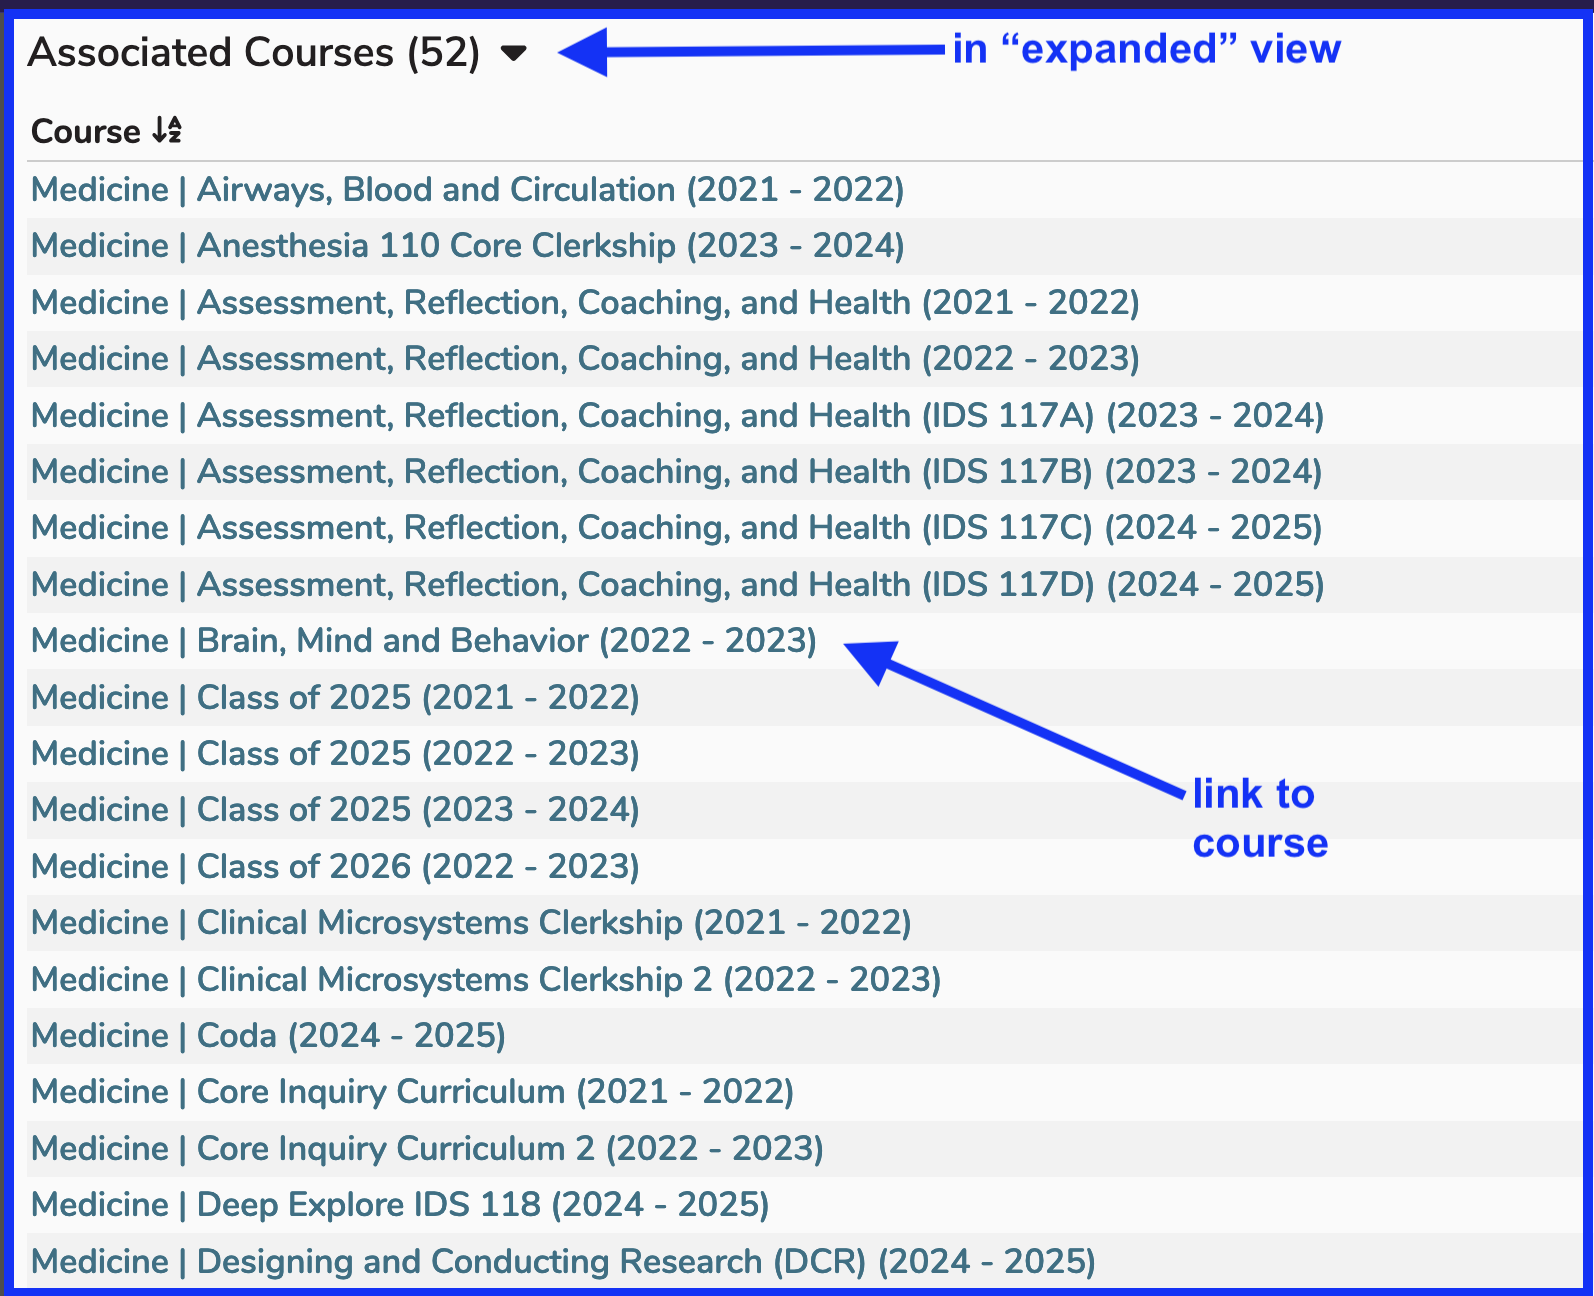 Associated Courses (52)
in “expanded” view
Course
Medicine | Airways, Blood and Circulation (2021 - 2022)
Medicine | Anesthesia 110 Core Clerkship (2023 - 2024)
Medicine | Assessment, Reflection, Coaching, and Health (2021 - 2022)
Medicine | Assessment, Reflection, Coaching, and Health (2022 - 2023)
Medicine | Assessment, Reflection, Coaching, and Health (IDS 117A) (2023 - 2024)
Medicine | Assessment, Reflection, Coaching, and Health (IDS 117B) (2023 - 2024)
Medicine | Assessment, Reflection, Coaching, and Health (IDS 117C) (2024 - 2025)
Medicine | Assessment, Reflection, Coaching, and Health (IDS 117D) (2024 - 2025)
Medicine | Brain, Mind and Behavior (2022 - 2023)
Medicine | Class of 2025 (2021 - 2022)
Medicine | Class of 2025 (2022 - 2023)
Medicine | Class of 2025 (2023 - 2024)
link to
course
Medicine | Class of 2026 (2022 - 2023)
Medicine | Clinical Microsystems Clerkship (2021 - 2022)
Medicine | Clinical Microsystems Clerkship 2 (2022 - 2023)
Medicine | Coda (2024 - 2025)
Medicine | Core Inquiry Curriculum (2021 - 2022)
Medicine | Core Inquiry Curriculum 2 (2022 - 2023)
Medicine | Deep Explore IDS 118 (2024 - 2025)
Medicine | Designing and Conducting Research (DCR) (2024 - 2025)